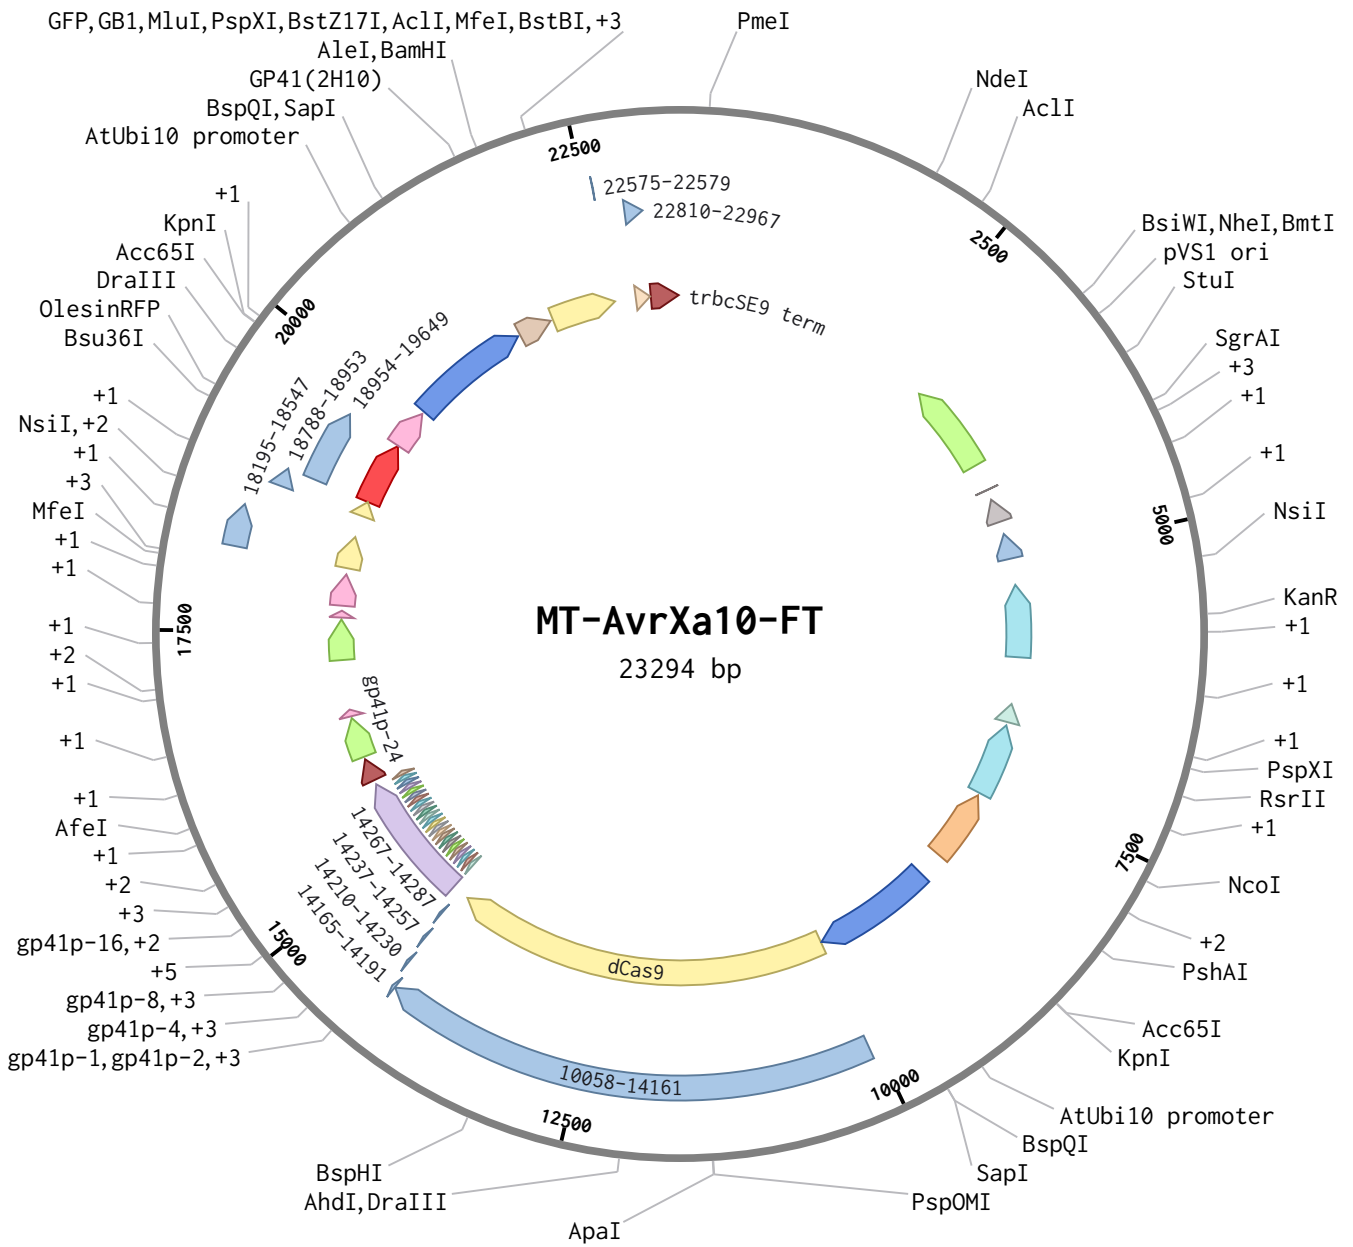 GFP,GB1,MluI,PspXI,BstZ17I,AclI,MfeI,BstBI,+3
PmeI
AleI,BamHI
GP41(2H10)
BspQI,SapI
AtUbi10 promoter
NdeI
AclI
22500
22575-22579
22810-22967
+1
KpnI
Acc65I
DraIII
OlesinRFP
Bsu36I
+1
NsiI,+2
+1
+3
MfeI
+1
+1
+1
+2
+1
+1
+1
AfeI
+1
+2
+3
gp41p-16,+2
+5
gp41p-8,+3
gp41p-4,+3
gp41p-1,gp41p-2,+3
BsiWI,NheI,BmtI
pVS1 ori
StuI
SgrAI
+3
+1
+1
NsiI
KanR
+1
+1
+1
PspXI
RsrII
+1
NcoI
+2
PshAI
Acc65I
KpnI
AtUbi10 promoter
BspQI
SapI
PspOMI
ApaI
AhdI,DraIII
BspHI
2500
5000
7500
10000
12500
15000
17500
20000
trbcSE9 term
18195-18547
18788-18953
18954-19649
MT-AvrXa10-FT
23294 bp
gp41p-24
14267-14287
14237-14257
14210-14230
14165-14191
dCas9
10058-14161